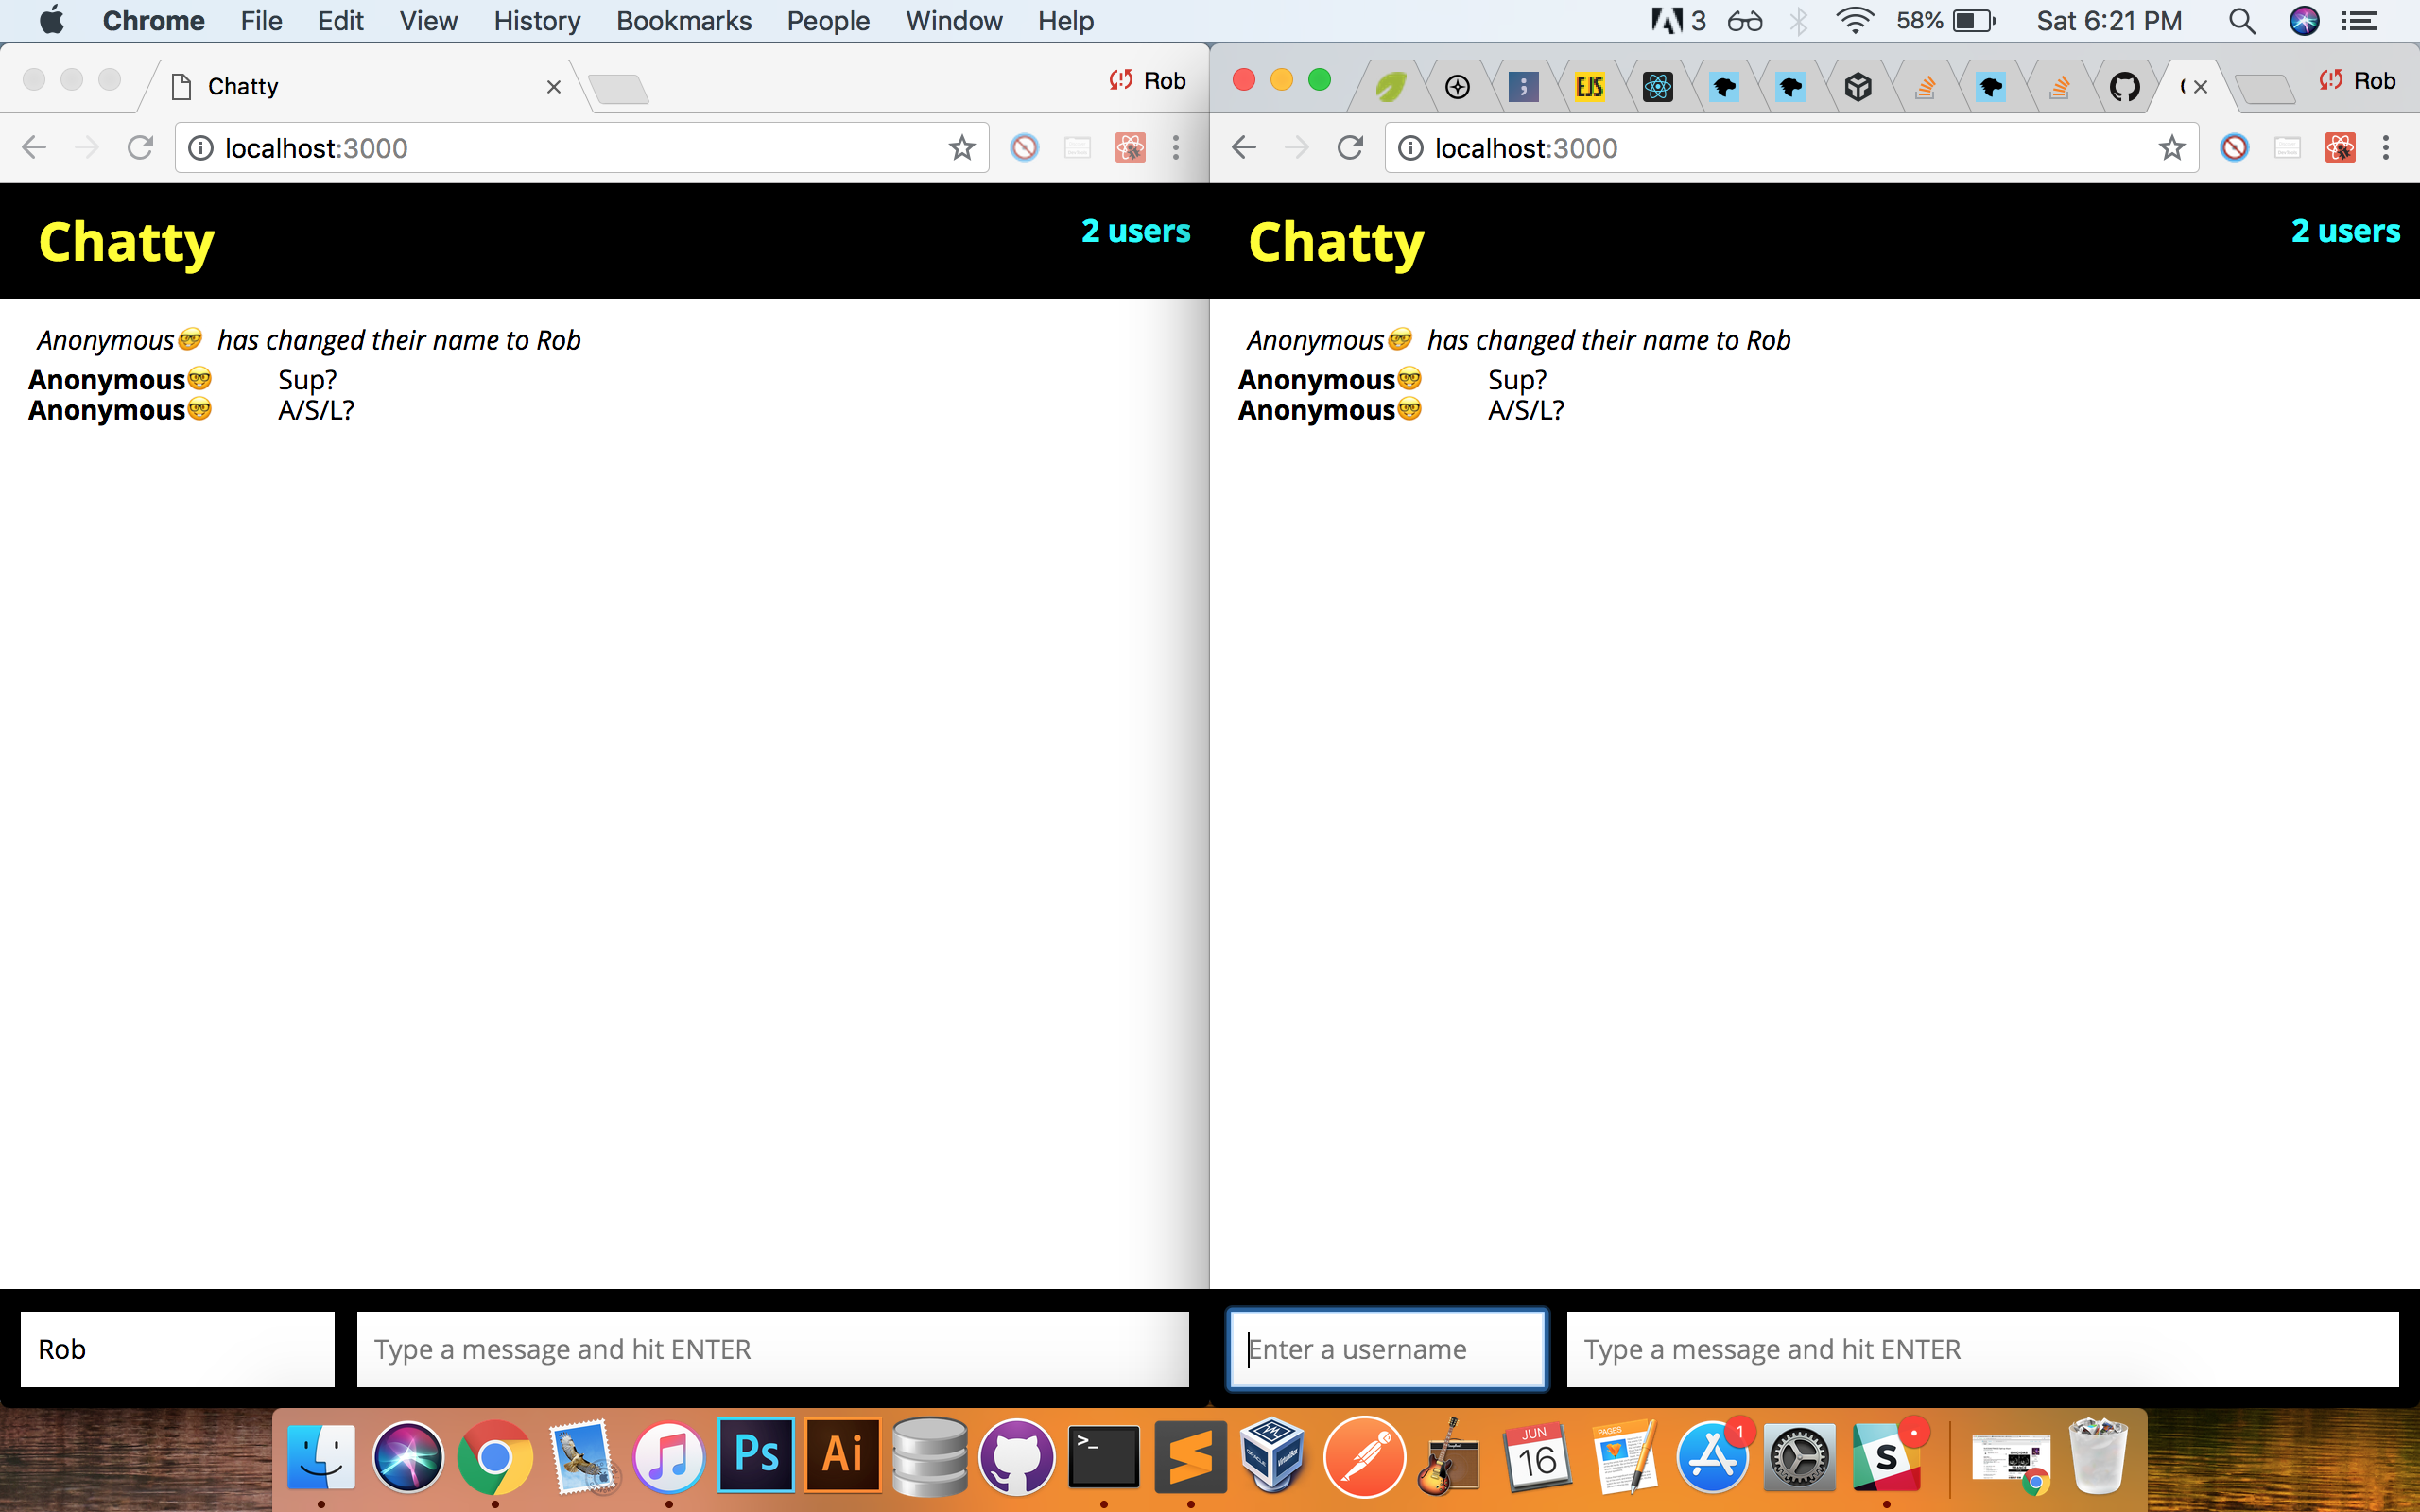 Chrome File Edit View History Bookmarks People Window Help 3 58% Sat 6:21 PM
Chatty Rob
localhost:3000
Chatty 2 users
Anonymous🤓 has changed their name to Rob
Anonymous🤓 Sup?
Anonymous🤓 A/S/L?
Rob Type a message and hit ENTER
EJS Rob
localhost:3000
Chatty 2 users
Anonymous🤓 has changed their name to Rob
Anonymous🤓 Sup?
Anonymous🤓 A/S/L?
Enter a username Type a message and hit ENTER
Ps Ai >_ JUN 16 PAGES 1 S